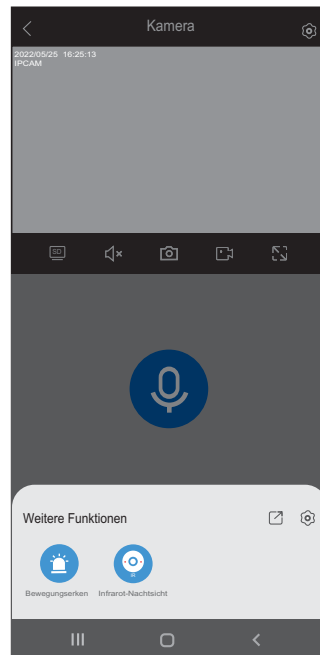 Kamera
2022/05/25 16:25:13
IPCAM
SD
Weitere Funktionen
Bewegungserken
Infrarot-Nachtsicht